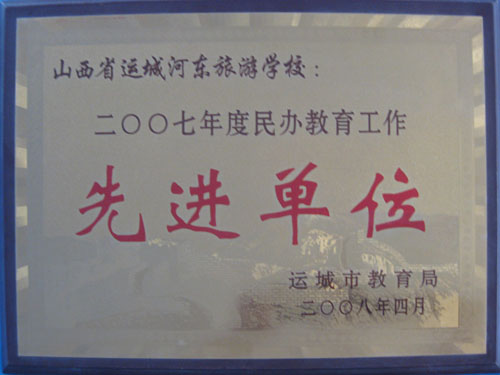 山西省运城河东旅游学校：
二〇〇七年度民办教育工作
先进单位
运城市教育局
二〇〇八年四月